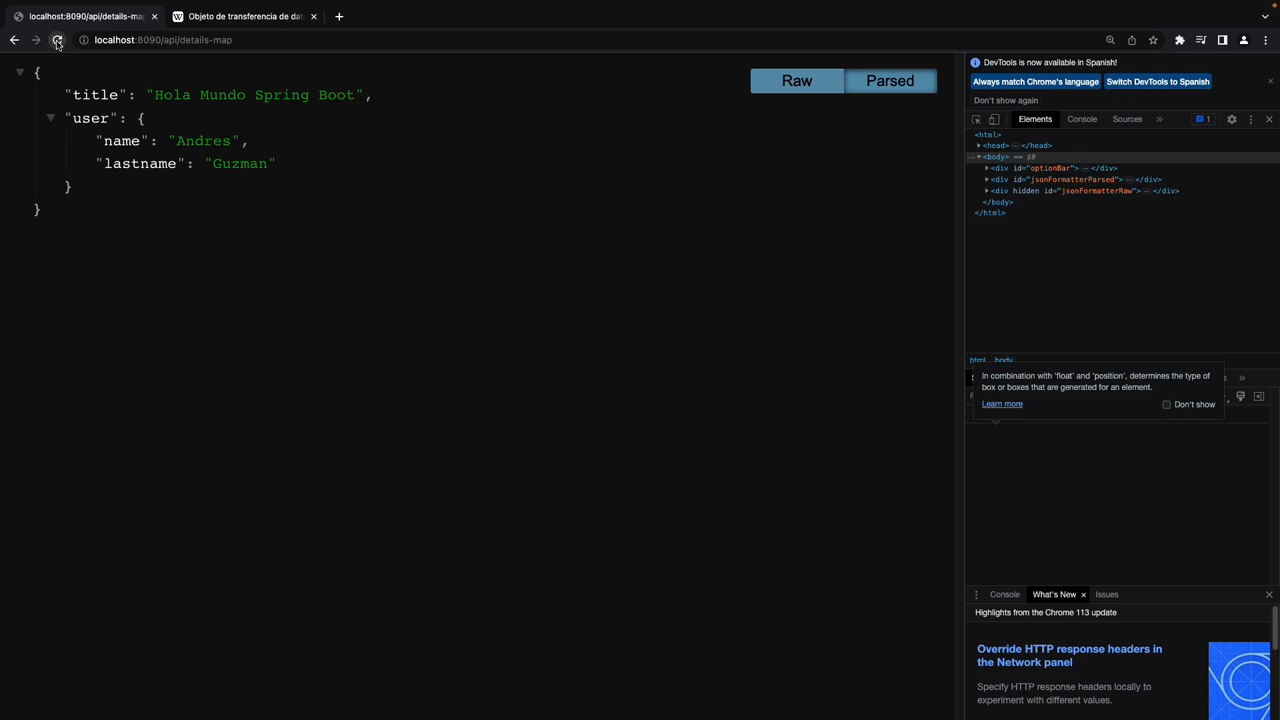 localhost:8090/api/details-ma
Objeto de transferencia de da
localhost:8090/api/details-map
Raw
Parsed
{
"title": "Hola Mundo Spring Boot",
"user": {
"name": "Andres",
"lastname": "Guzman"
}
}
DevTools is now available in Spanish!
Always match Chrome's language
Switch DevTools to Spanish
Don't show again
Elements
Console
Sources
»
1
<html>
<head> … </head>
… <body> == $0
<div id="optionBar"> … </div>
<div id="jsonFormatterParsed"> … </div>
<div hidden id="jsonFormatterRaw"> … </div>
</body>
</html>
html body
»
In combination with 'float' and 'position', determines the type of
box or boxes that are generated for an element.
Learn more
Don't show
Console
What's New
Issues
Highlights from the Chrome 113 update
Override HTTP response headers in
the Network panel
Specify HTTP response headers locally to
experiment with different values.